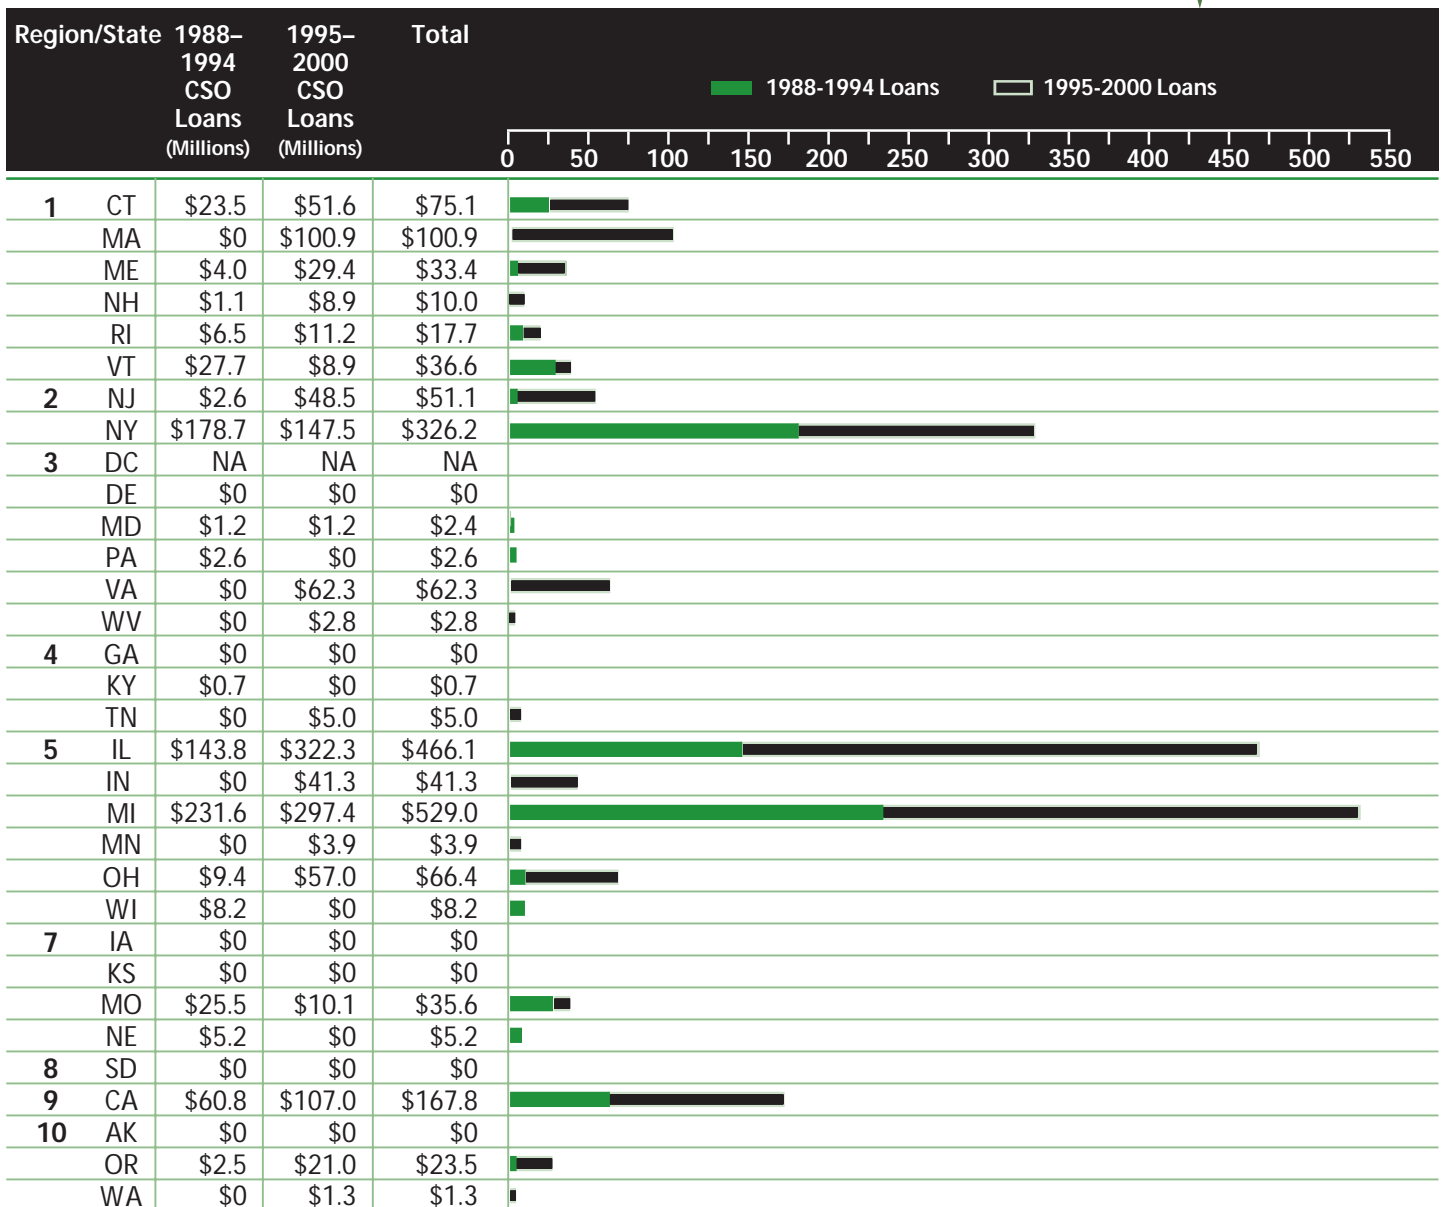 Region/State 1988– 1995– Total
1994 2000
CSO CSO
Loans Loans
(Millions) (Millions)
1988-1994 Loans 1995-2000 Loans
0 50 100 150 200 250 300 350 400 450 500 550
1 CT $23.5 $51.6 $75.1
MA $0 $100.9 $100.9
ME $4.0 $29.4 $33.4
NH $1.1 $8.9 $10.0
RI $6.5 $11.2 $17.7
VT $27.7 $8.9 $36.6
2 NJ $2.6 $48.5 $51.1
NY $178.7 $147.5 $326.2
3 DC NA NA NA
DE $0 $0 $0
MD $1.2 $1.2 $2.4
PA $2.6 $0 $2.6
VA $0 $62.3 $62.3
WV $0 $2.8 $2.8
4 GA $0 $0 $0
KY $0.7 $0 $0.7
TN $0 $5.0 $5.0
5 IL $143.8 $322.3 $466.1
IN $0 $41.3 $41.3
MI $231.6 $297.4 $529.0
MN $0 $3.9 $3.9
OH $9.4 $57.0 $66.4
WI $8.2 $0 $8.2
7 IA $0 $0 $0
KS $0 $0 $0
MO $25.5 $10.1 $35.6
NE $5.2 $0 $5.2
8 SD $0 $0 $0
9 CA $60.8 $107.0 $167.8
10 AK $0 $0 $0
OR $2.5 $21.0 $23.5
WA $0 $1.3 $1.3